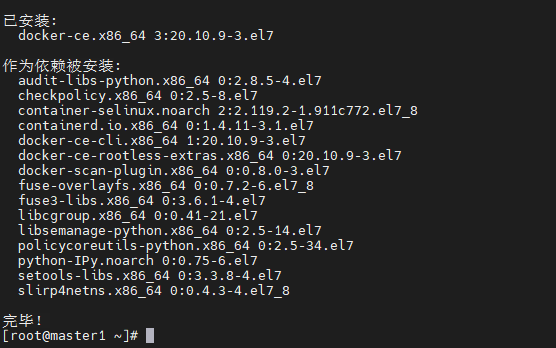 已安装:
docker-ce.x86_64 3:20.10.9-3.el7
作为依赖被安装:
audit-libs-python.x86_64 0:2.8.5-4.el7
checkpolicy.x86_64 0:2.5-8.el7
container-selinux.noarch 2:2.119.2-1.911c772.el7_8
containerd.io.x86_64 0:1.4.11-3.1.el7
docker-ce-cli.x86_64 1:20.10.9-3.el7
docker-ce-rootless-extras.x86_64 0:20.10.9-3.el7
docker-scan-plugin.x86_64 0:0.8.0-3.el7
fuse-overlayfs.x86_64 0:0.7.2-6.el7_8
fuse3-libs.x86_64 0:3.6.1-4.el7
libcgroup.x86_64 0:0.41-21.el7
libsemanage-python.x86_64 0:2.5-14.el7
policycoreutils-python.x86_64 0:2.5-34.el7
python-IPy.noarch 0:0.75-6.el7
setools-libs.x86_64 0:3.3.8-4.el7
slirp4netns.x86_64 0:0.4.3-4.el7_8
完毕！
[root@master1 ~]#